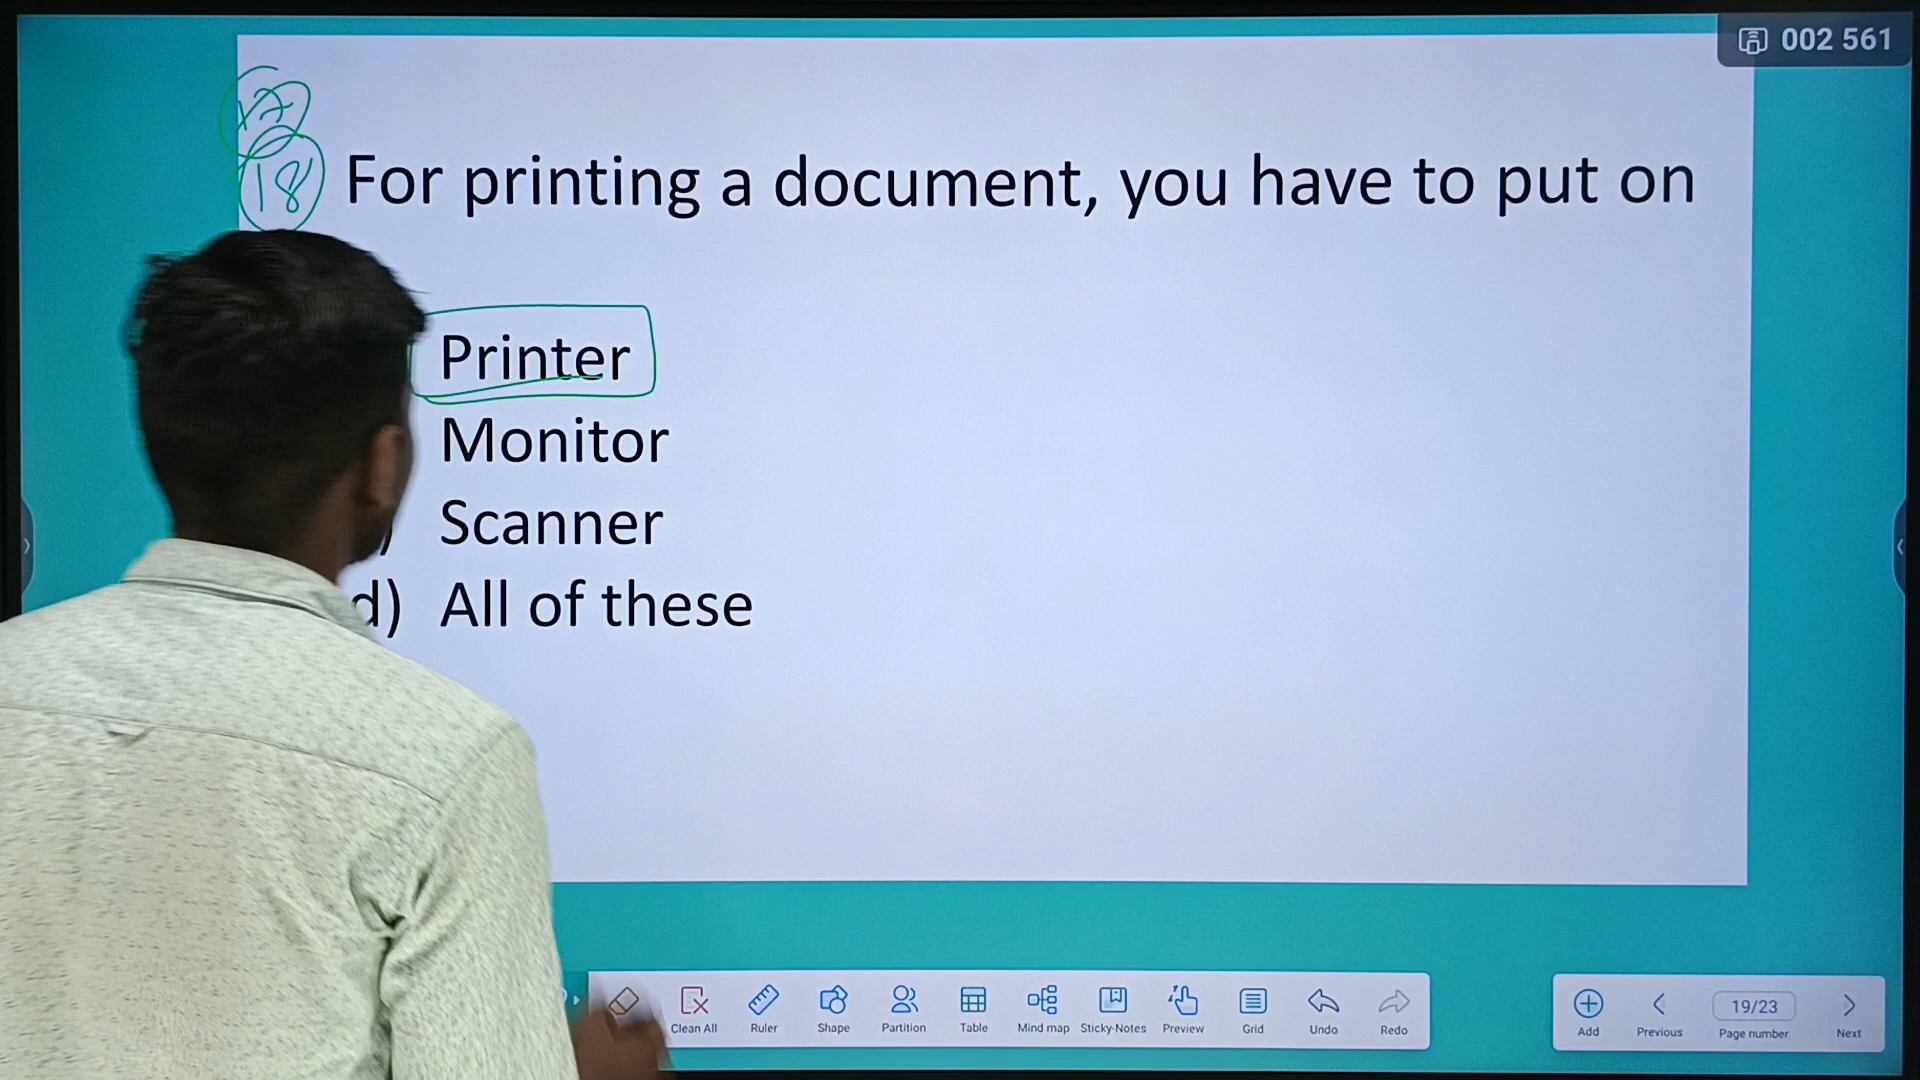 002 561
17
18 For printing a document, you have to put on
Printer
Monitor
) Scanner
d) All of these
Clean All Ruler Shape Partition Table Mind map Sticky-Notes Preview Grid Undo Redo
Add Previous 19/23 Page number Next